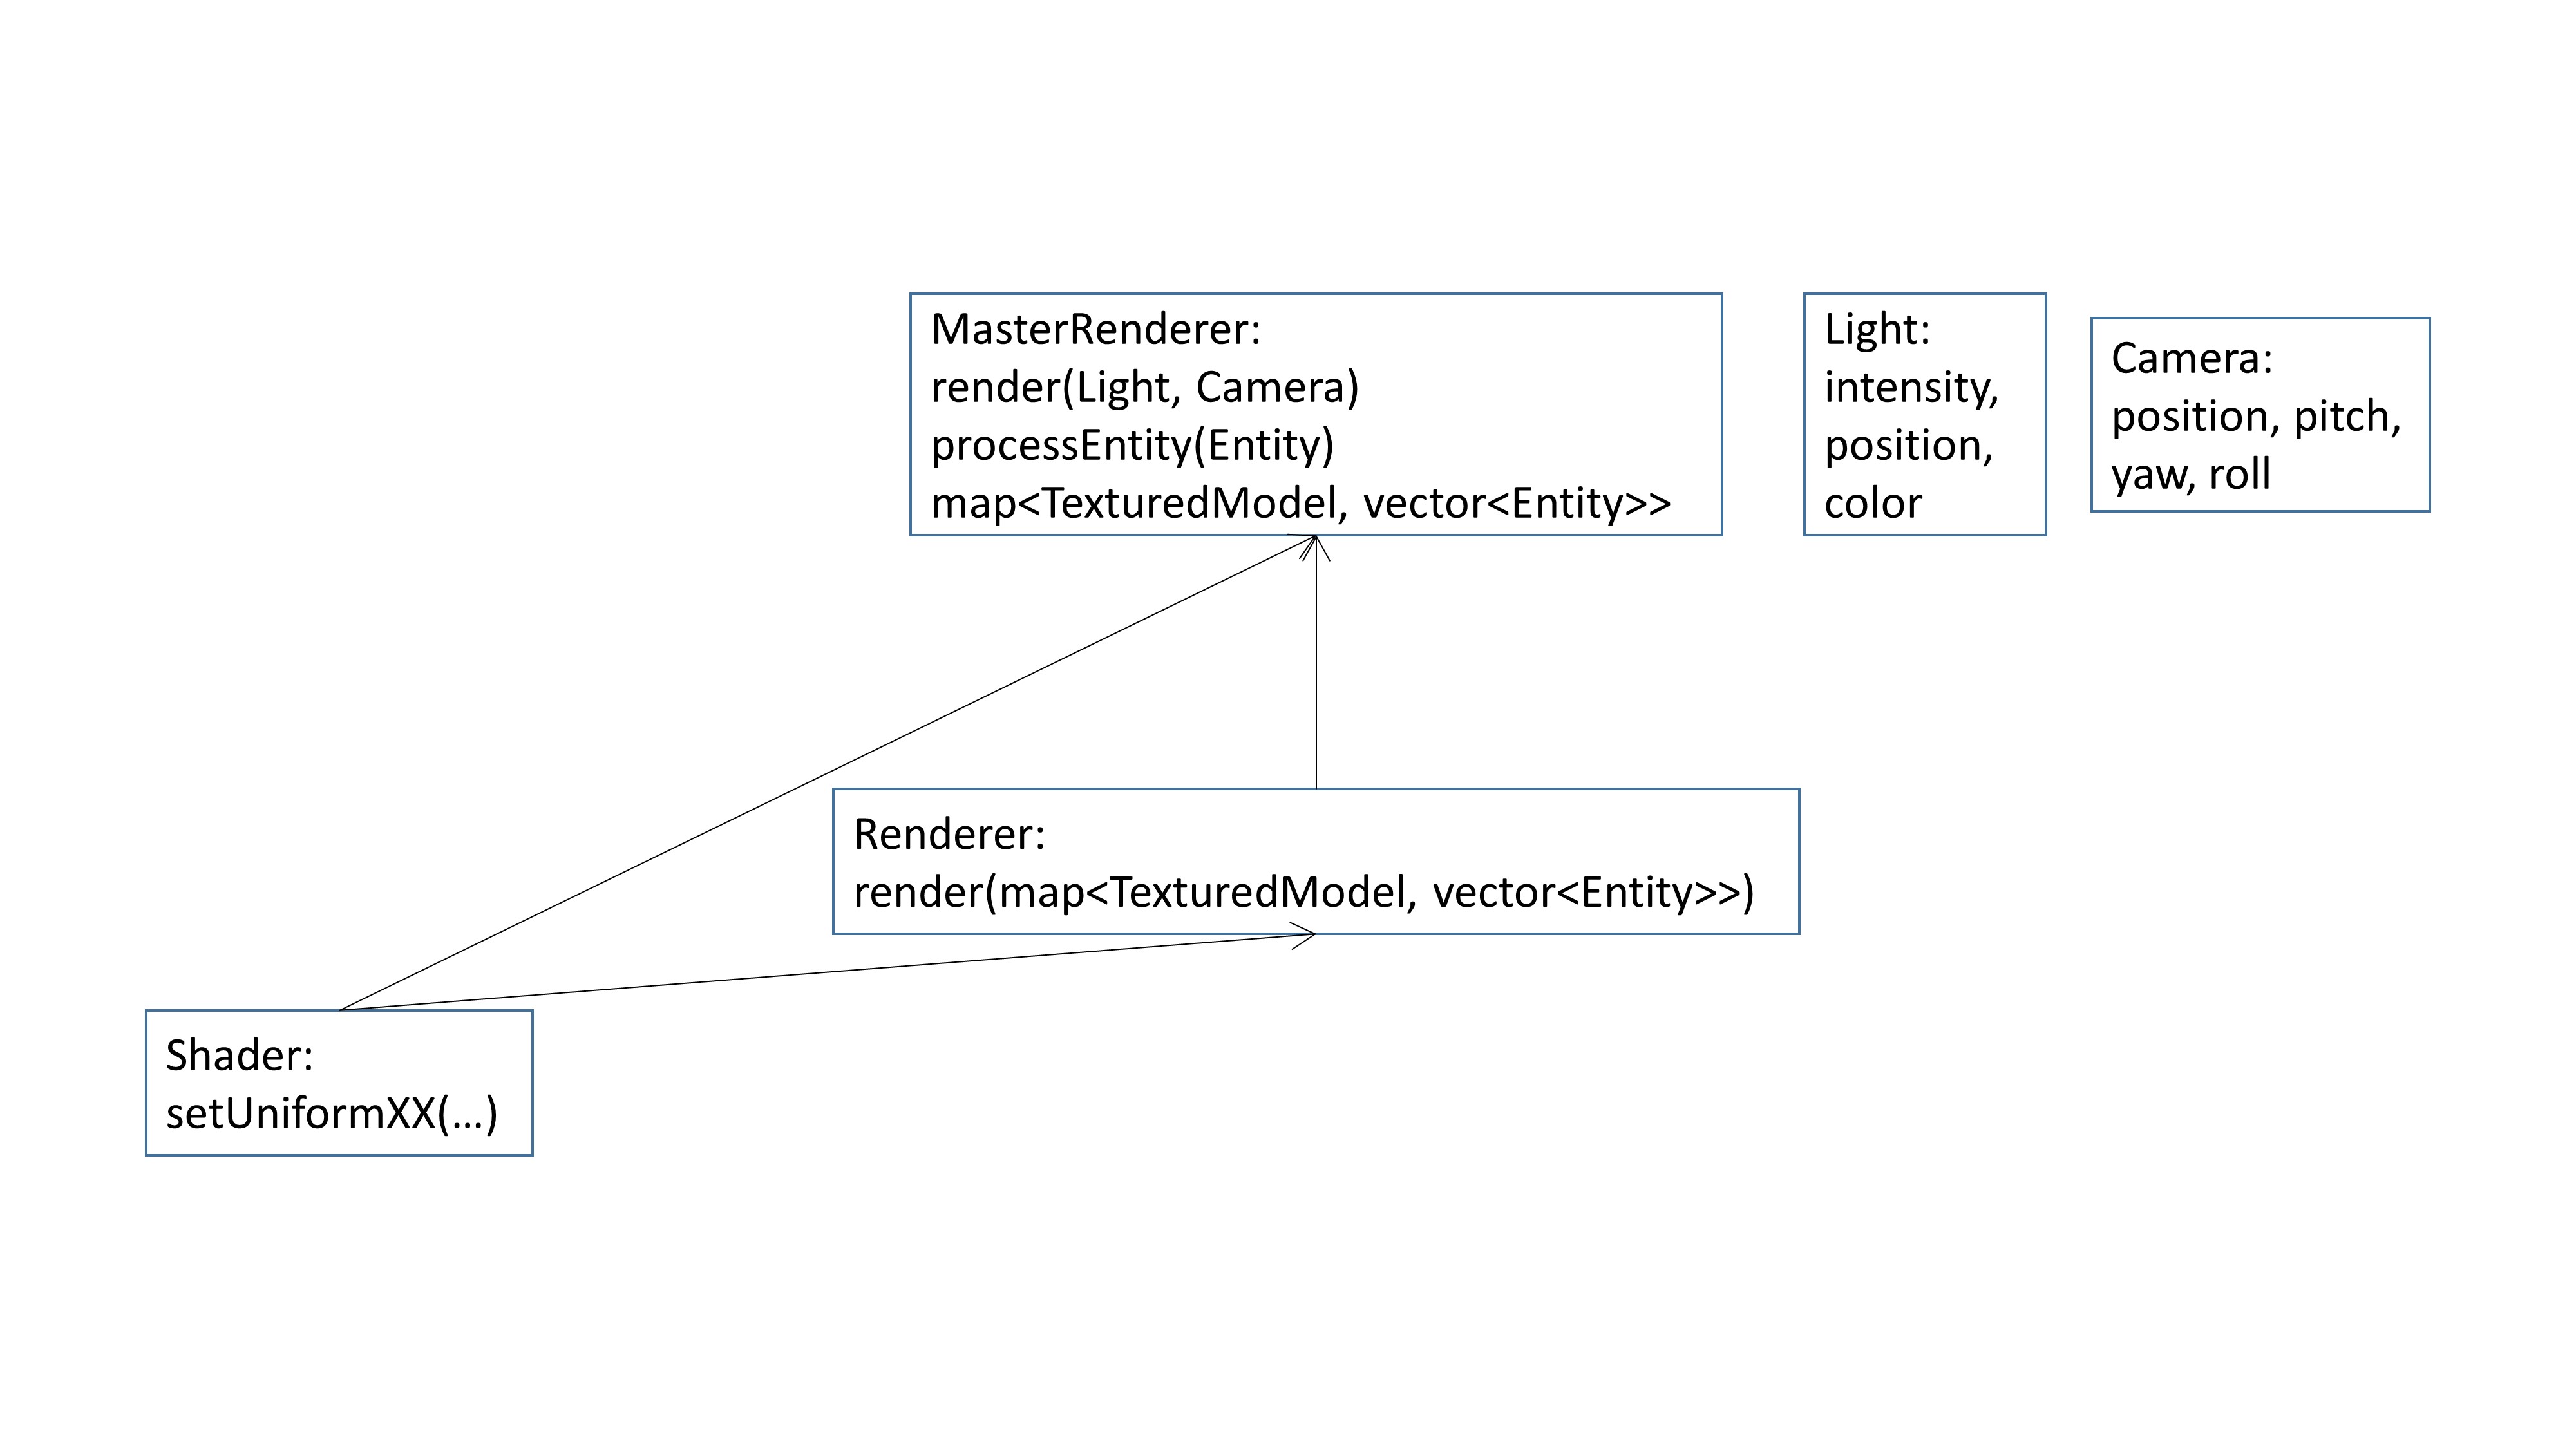 MasterRenderer:
render(Light, Camera)
processEntity(Entity)
map<TexturedModel, vector<Entity>>
Light:
intensity,
position,
color
Camera:
position, pitch,
yaw, roll
Renderer:
render(map<TexturedModel, vector<Entity>>)
Shader:
setUniformXX(…)